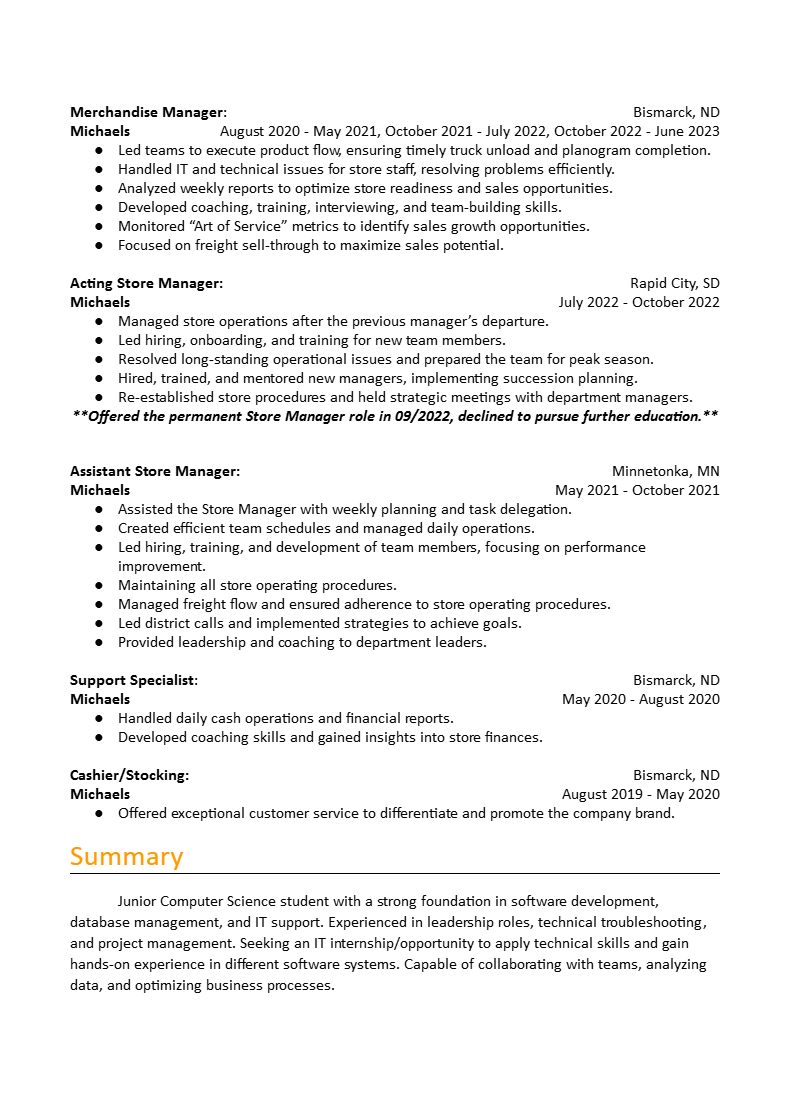 Merchandise Manager: Bismarck, ND
Michaels August 2020 - May 2021, October 2021 - July 2022, October 2022 - June 2023
● Led teams to execute product flow, ensuring timely truck unload and planogram completion.
● Handled IT and technical issues for store staff, resolving problems efficiently.
● Analyzed weekly reports to optimize store readiness and sales opportunities.
● Developed coaching, training, interviewing, and team-building skills.
● Monitored “Art of Service” metrics to identify sales growth opportunities.
● Focused on freight sell-through to maximize sales potential.
Acting Store Manager: Rapid City, SD
Michaels July 2022 - October 2022
● Managed store operations after the previous manager’s departure.
● Led hiring, onboarding, and training for new team members.
● Resolved long-standing operational issues and prepared the team for peak season.
● Hired, trained, and mentored new managers, implementing succession planning.
● Re-established store procedures and held strategic meetings with department managers.
**Offered the permanent Store Manager role in 09/2022, declined to pursue further education.**
Assistant Store Manager: Minnetonka, MN
Michaels May 2021 - October 2021
● Assisted the Store Manager with weekly planning and task delegation.
● Created efficient team schedules and managed daily operations.
● Led hiring, training, and development of team members, focusing on performance
improvement.
● Maintaining all store operating procedures.
● Managed freight flow and ensured adherence to store operating procedures.
● Led district calls and implemented strategies to achieve goals.
● Provided leadership and coaching to department leaders.
Support Specialist: Bismarck, ND
Michaels May 2020 - August 2020
● Handled daily cash operations and financial reports.
● Developed coaching skills and gained insights into store finances.
Cashier/Stocking: Bismarck, ND
Michaels August 2019 - May 2020
● Offered exceptional customer service to differentiate and promote the company brand.
Summary
Junior Computer Science student with a strong foundation in software development,
database management, and IT support. Experienced in leadership roles, technical troubleshooting,
and project management. Seeking an IT internship/opportunity to apply technical skills and gain
hands-on experience in different software systems. Capable of collaborating with teams, analyzing
data, and optimizing business processes.